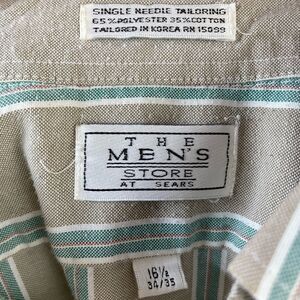 SINGLE NEEDLE TAILORING
65% POLYESTER 35% COTTON
TAILORED IN KOREA RN 15099
THE
MEN'S
STORE
AT SEARS
16½
34/35